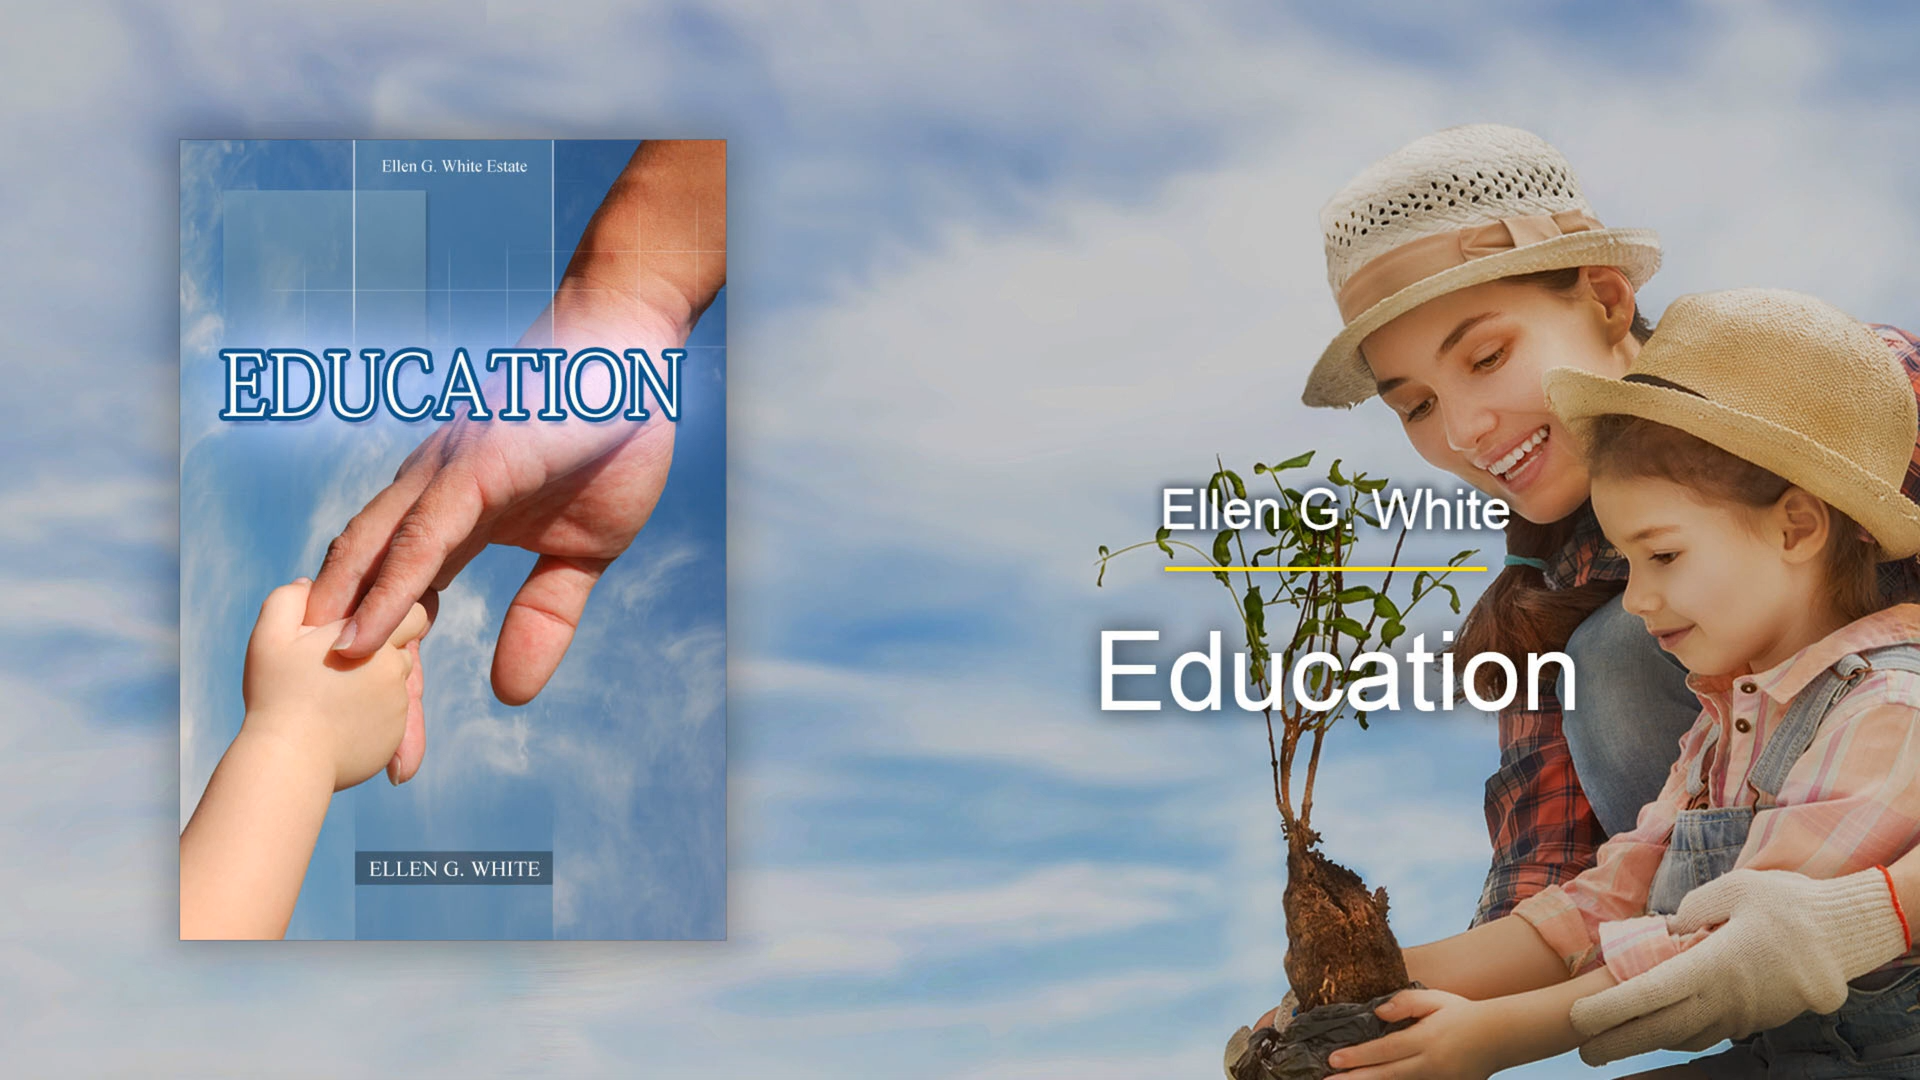 Ellen G. White Estate
EDUCATION
ELLEN G. WHITE
Ellen G. White
Education